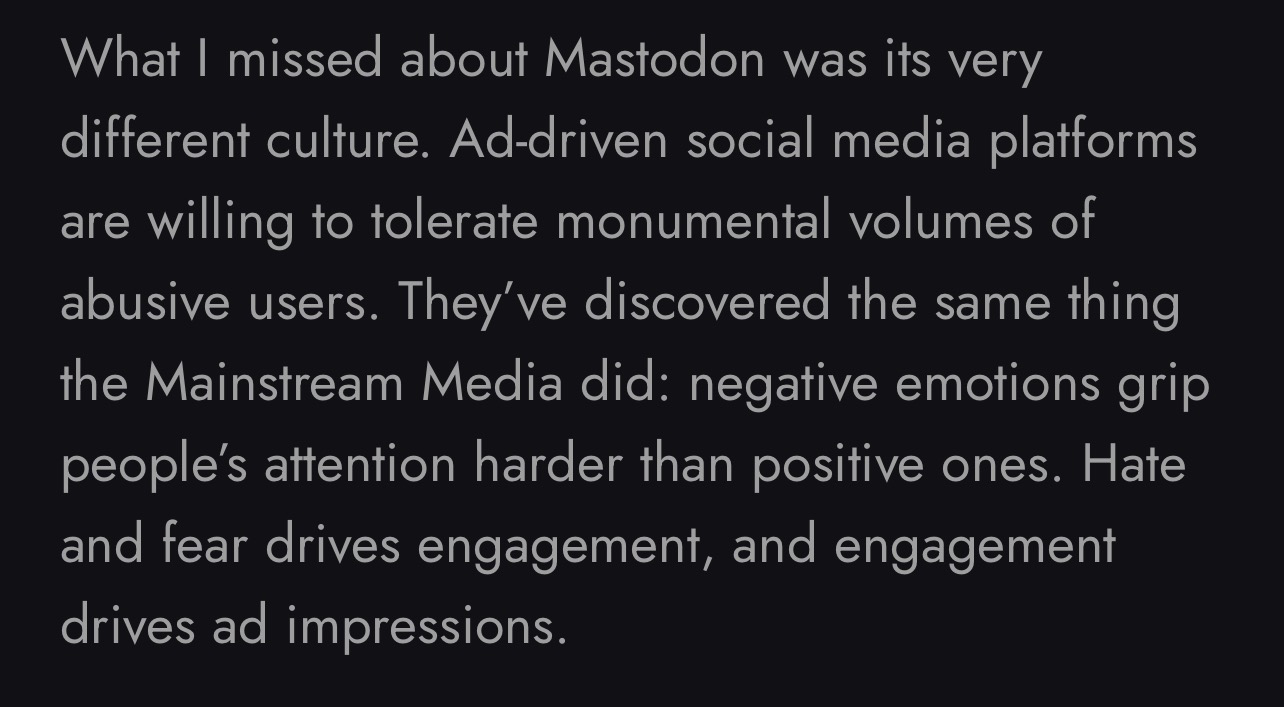 What I missed about Mastodon was its very
different culture. Ad-driven social media platforms
are willing to tolerate monumental volumes of
abusive users. They’ve discovered the same thing
the Mainstream Media did: negative emotions grip
people’s attention harder than positive ones. Hate
and fear drives engagement, and engagement
drives ad impressions.